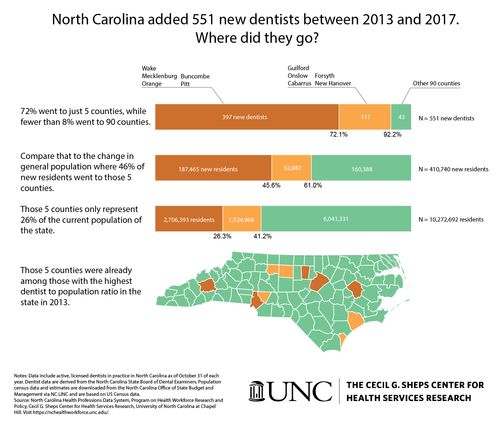 North Carolina added 551 new dentists between 2013 and 2017.
Where did they go?
Wake
Mecklenburg Buncombe
Orange Pitt
Guilford
Onslow Forsyth
Cabarrus New Hanover
Other 90 counties
72% went to just 5 counties, while
fewer than 8% went to 90 counties.
397 new dentists 111 43
N = 551 new dentists
72.1% 92.2%
Compare that to the change in
general population where 46% of
new residents went to those 5
counties.
187,465 new residents 62,887 160,388
N = 410,740 new residents
45.6% 61.0%
Those 5 counties only represent
26% of the current population of
the state.
2,706,393 residents 1,524,968 6,041,331
N = 10,272,692 residents
26.3% 41.2%
Those 5 counties were already
among those with the highest
dentist to population ratio in the
state in 2013.
Notes: Data include active, licensed dentists in practice in North Carolina as of October 31 of each
year. Dentist data are derived from the North Carolina State Board of Dental Examiners. Population
census data and estimates are downloaded from the North Carolina Office of State Budget and
Management via NC LINC and are based on US Census data.
Source: North Carolina Health Professions Data System, Program on Health Workforce Research and
Policy, Cecil G. Sheps Center for Health Services Research, University of North Carolina at Chapel
Hill. Visit https://nchealthworkforce.unc.edu/.
UNC
THE CECIL G. SHEPS CENTER FOR
HEALTH SERVICES RESEARCH